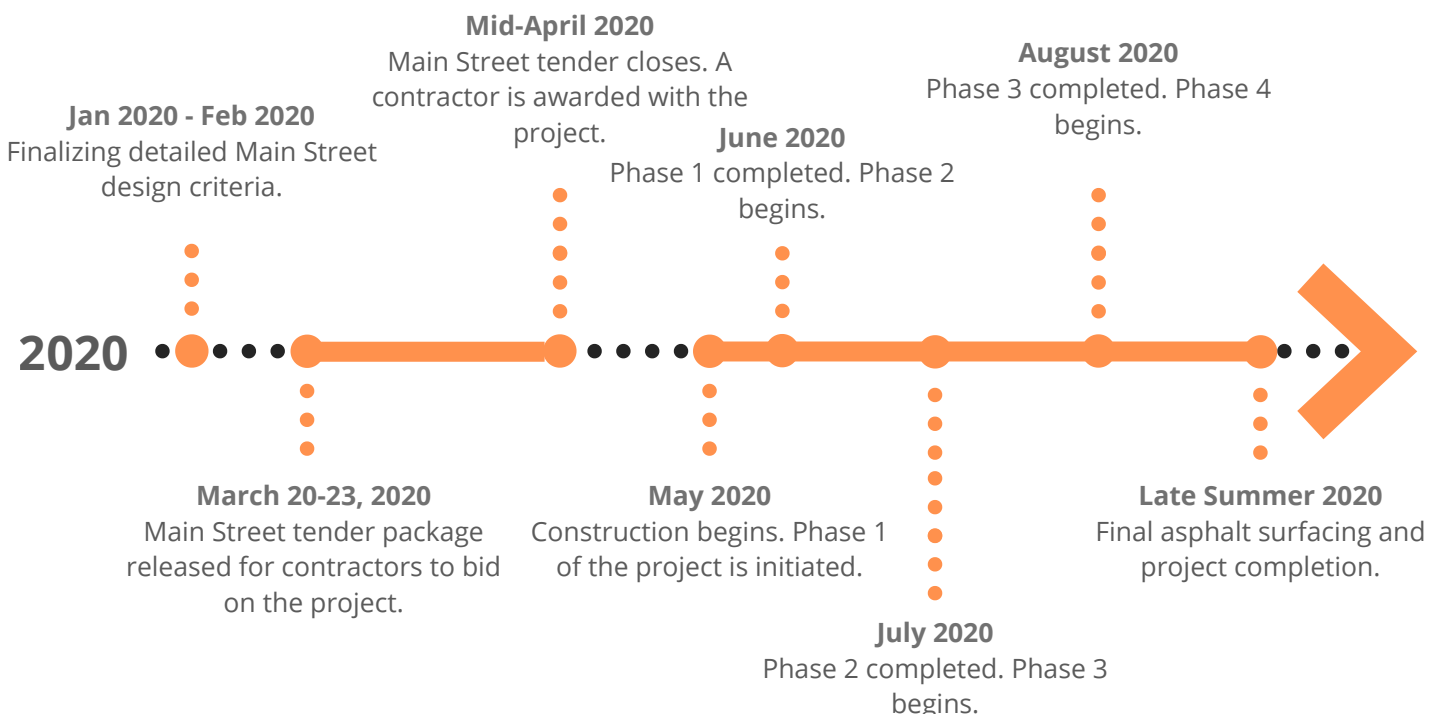 Mid-April 2020
Main Street tender closes. A
contractor is awarded with the
project.
August 2020
Phase 3 completed. Phase 4
begins.
Jan 2020 - Feb 2020
Finalizing detailed Main Street
design criteria.
June 2020
Phase 1 completed. Phase 2
begins.
2020
March 20-23, 2020
Main Street tender package
released for contractors to bid
on the project.
May 2020
Construction begins. Phase 1
of the project is initiated.
Late Summer 2020
Final asphalt surfacing and
project completion.
July 2020
Phase 2 completed. Phase 3
begins.